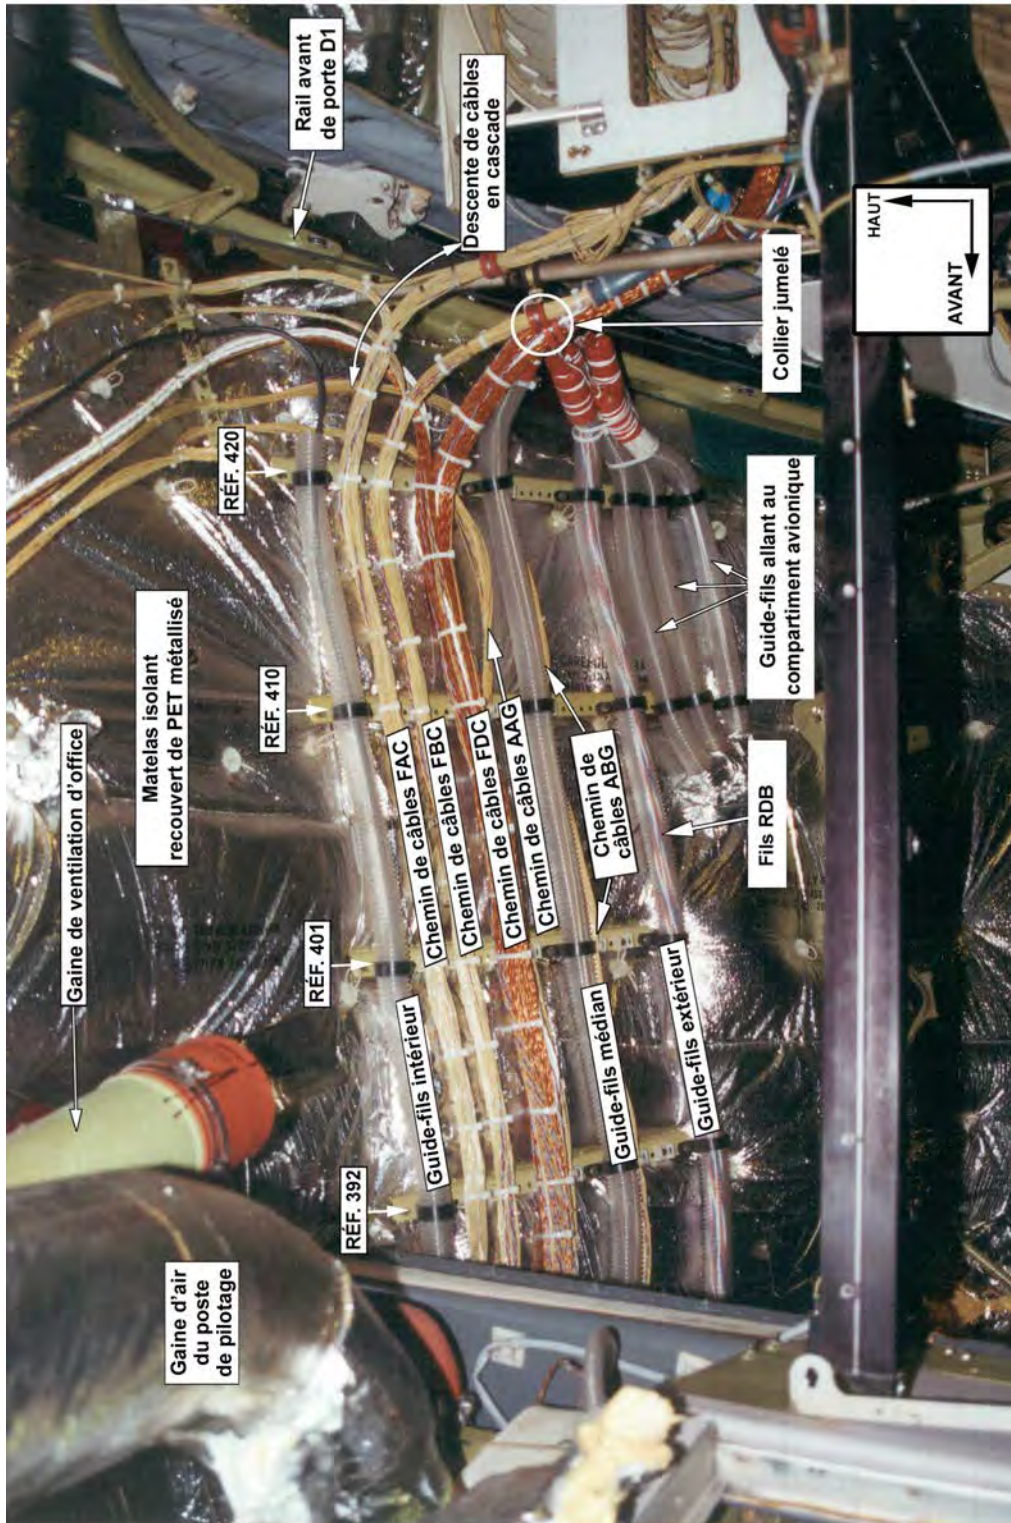 Gaine d'air
du poste
de pilotage
Gaine de ventilation d'office
Matelas isolant
recouvert de PET métallisé
Rail avant
de porte D1
Descente de câbles
en cascade
RÉF. 392
RÉF. 401
RÉF. 410
RÉF. 420
Guide-fils intérieur
Chemin de câbles FAC
Chemin de câbles FBC
Chemin de câbles FDC
Chemin de câbles AAG
Guide-fils médian
Chemin de
câbles ABG
Guide-fils extérieur
Fils RDB
Guide-fils allant au
compartiment avionique
Collier jumelé
HAUT
AVANT